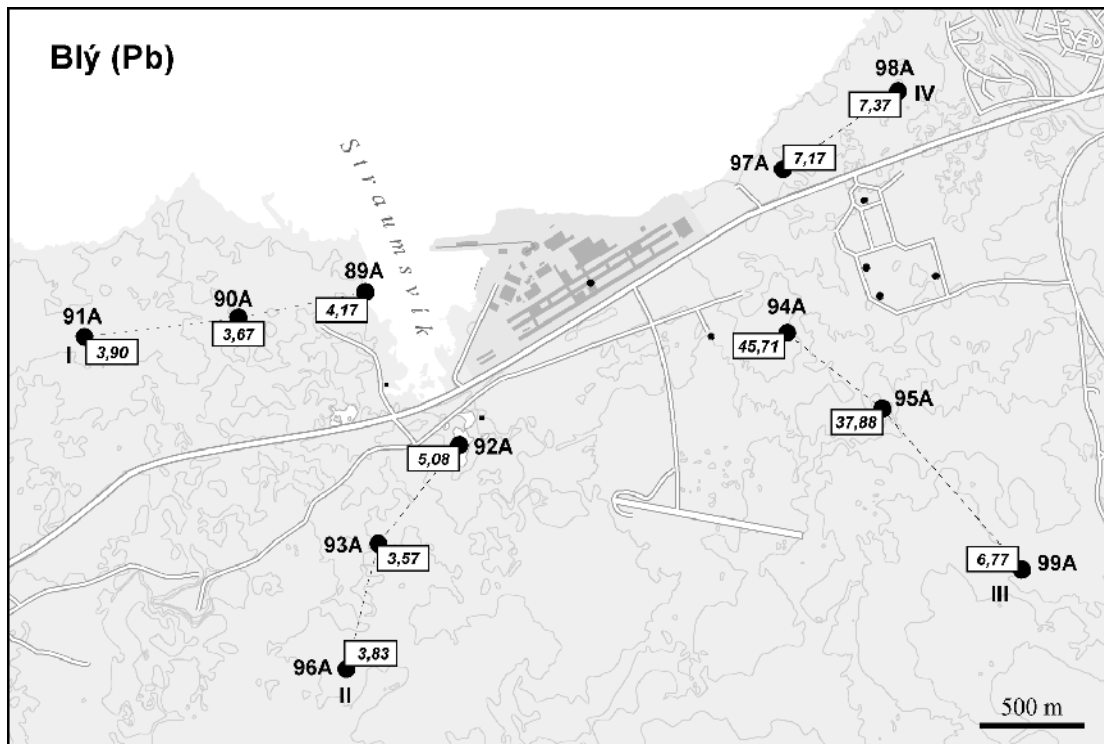 Blý (Pb)
98A
IV
7,37
97A
7,17
Straumsvík
89A
4,17
90A
3,67
91A
I
3,90
94A
45,71
95A
37,88
92A
5,08
93A
3,57
99A
6,77
III
96A
3,83
II
500 m